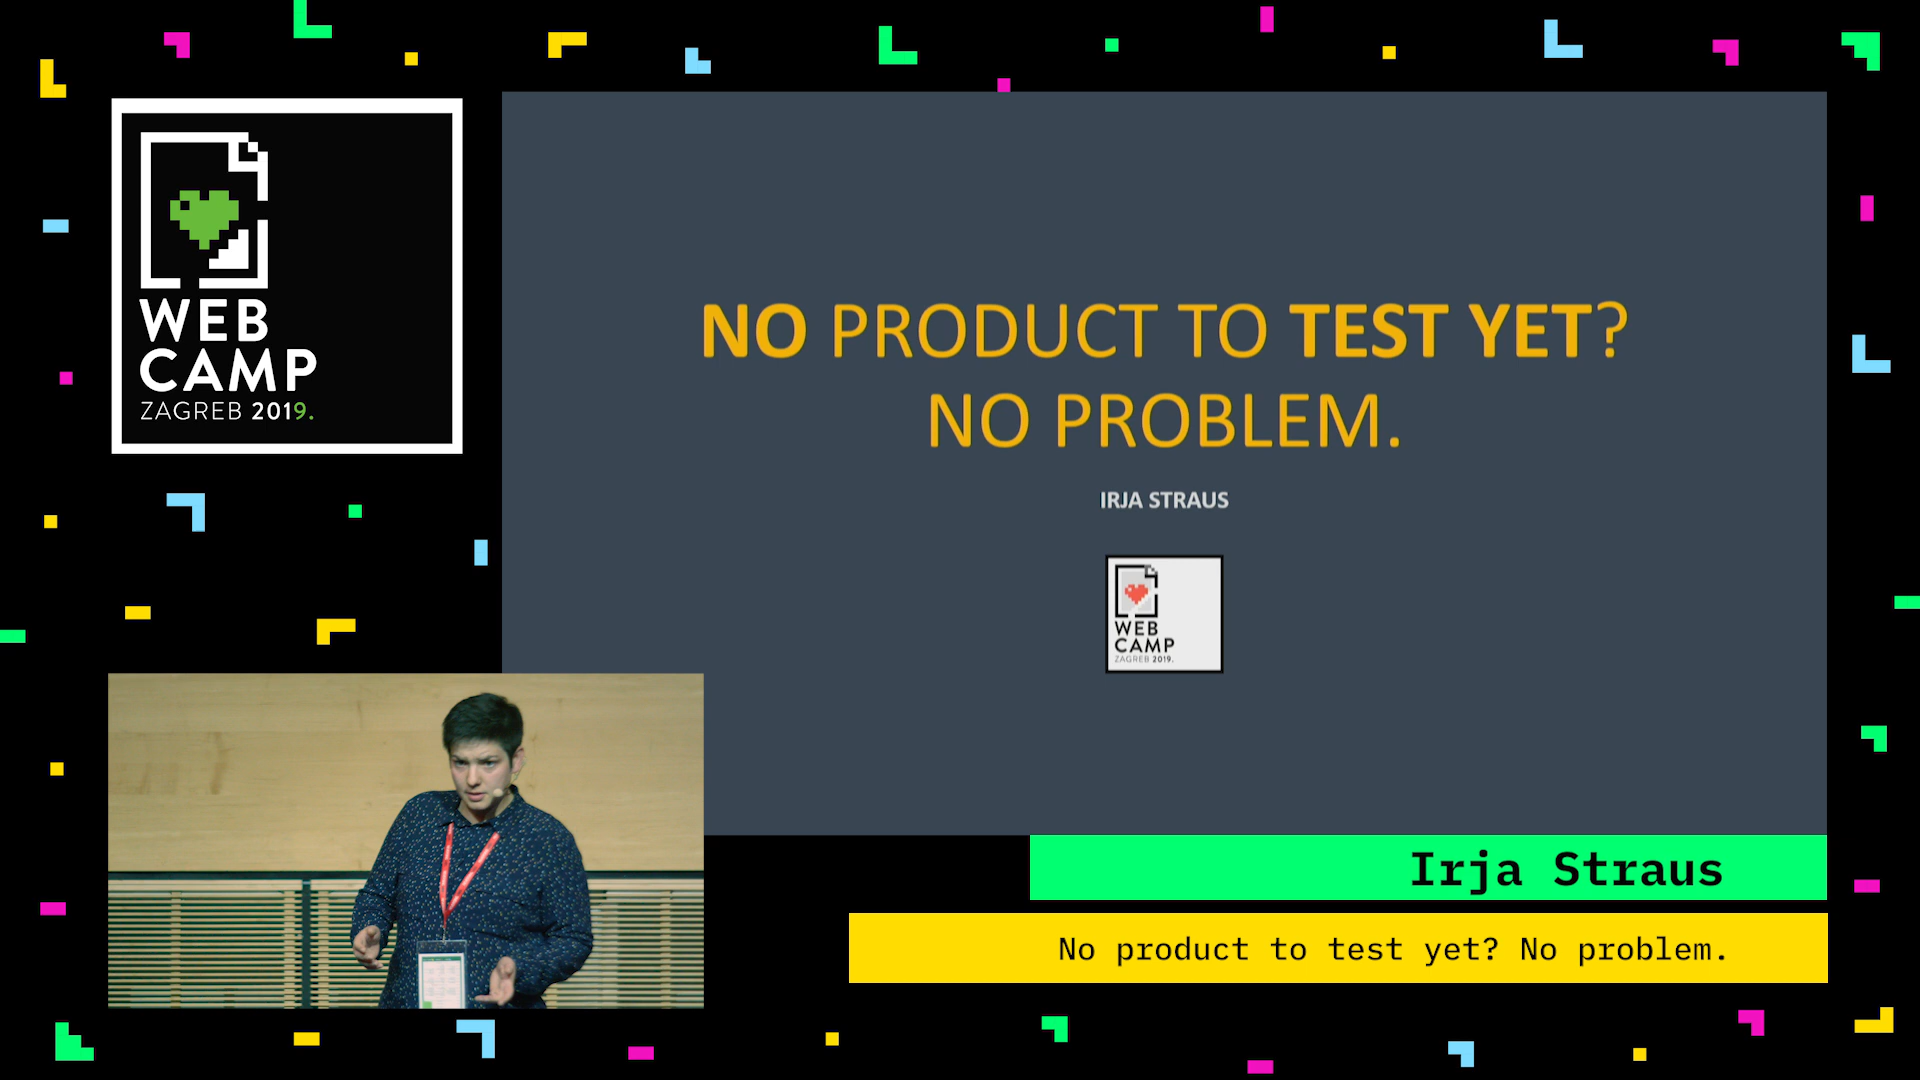 WEB
CAMP
ZAGREB 2019.
NO PRODUCT TO TEST YET?
NO PROBLEM.
IRJA STRAUS
WEB
CAMP
ZAGREB 2019.
Irja Straus
No product to test yet? No problem.